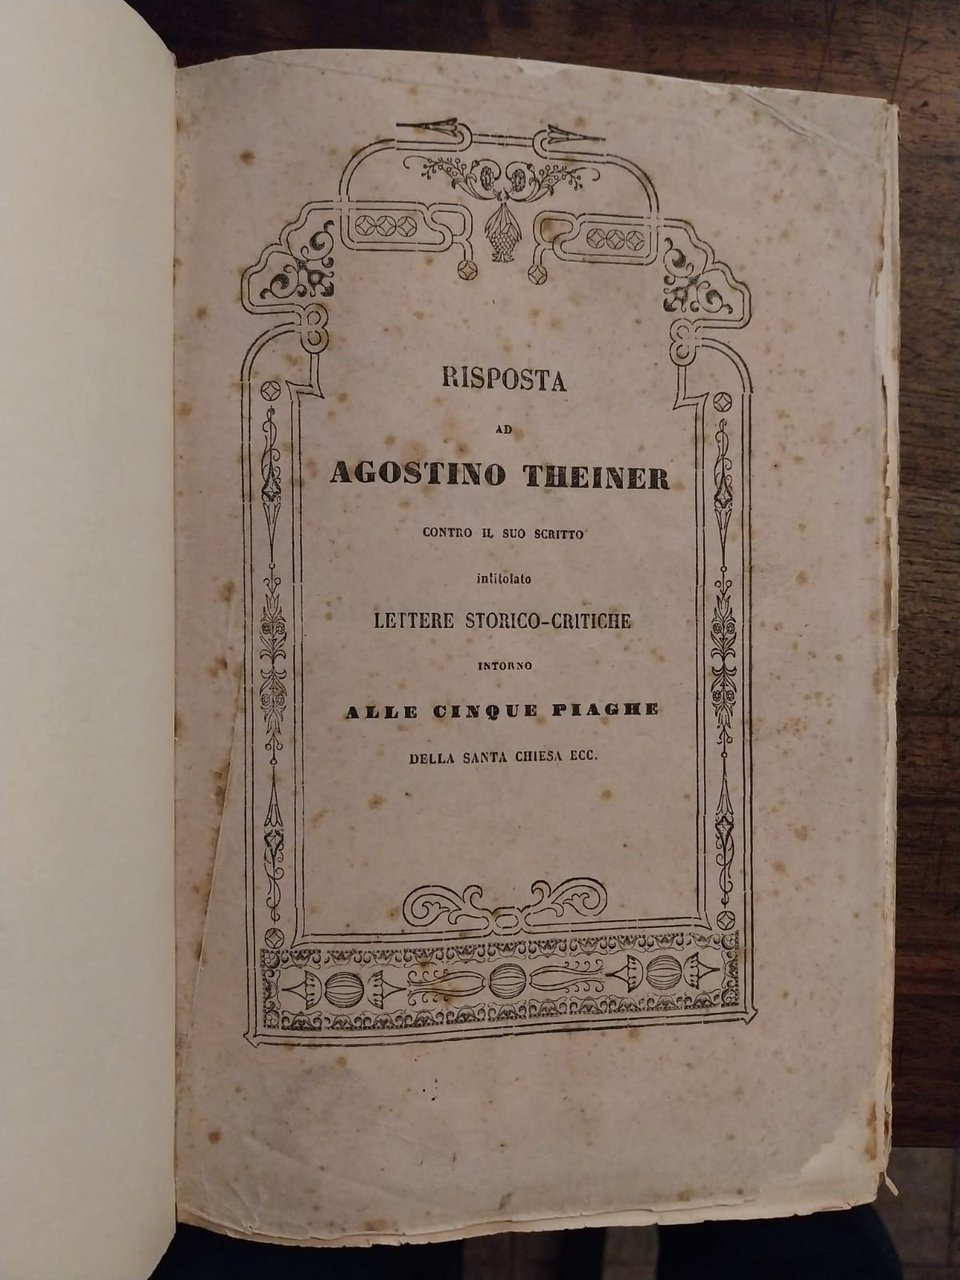 RISPOSTA
AD
AGOSTINO THEINER
CONTRO IL SUO SCRITTO
intitolato
LETTERE STORICO-CRITICHE
INTORNO
ALLE CINQUE PIAGHE
DELLA SANTA CHIESA ECC.